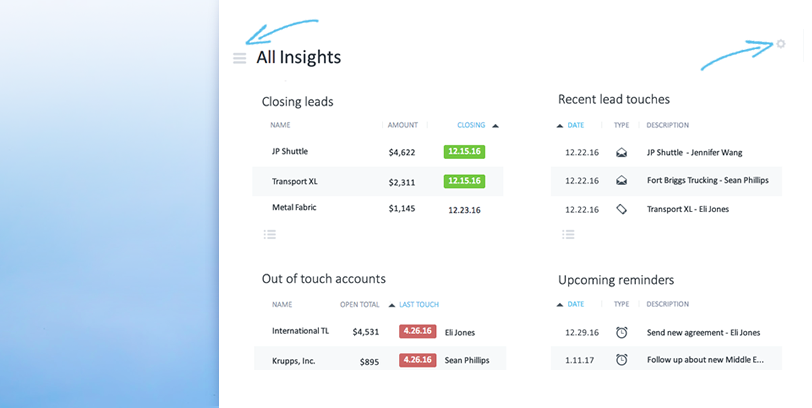 All Insights
Closing leads
NAME AMOUNT CLOSING
JP Shuttle $4,622 12.15.16
Transport XL $2,311 12.15.16
Metal Fabric $1,145 12.23.16
Recent lead touches
DATE TYPE DESCRIPTION
12.22.16 JP Shuttle - Jennifer Wang
12.22.16 Fort Briggs Trucking - Sean Phillips
12.22.16 Transport XL - Eli Jones
Out of touch accounts
NAME OPEN TOTAL LAST TOUCH
International TL $4,531 4.26.16 Eli Jones
Krupps, Inc. $895 4.26.16 Sean Phillips
Upcoming reminders
DATE TYPE DESCRIPTION
12.29.16 Send new agreement - Eli Jones
1.11.17 Follow up about new Middle E...